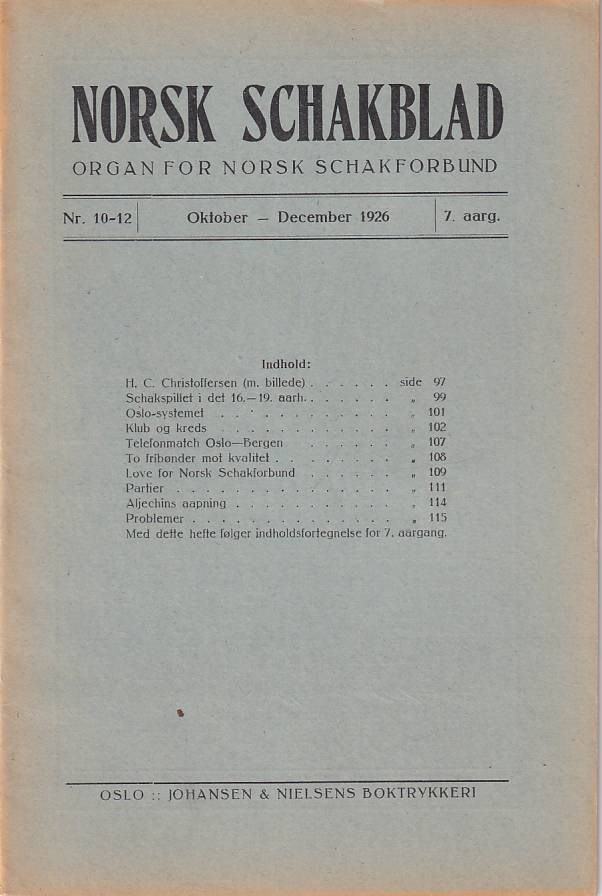 NORSK SCHAKBLAD
ORGAN FOR NORSK SCHAKFORBUND
Nr. 10-12 Oktober — December 1926 7. aarg.
Indhold:
H. C. Christoffersen (m. billede) . . . . . . side 97
Schakspillet i det 16.—19. aarh. . . . . . . „ 99
Oslo-systemet . . . . . . . . . . . „ 101
Klub og kreds . . . . . . . . . . . „ 102
Telefonmatch Oslo—Bergen . . . . . . „ 107
To fribønder mot kvalitet . . . . . . . . „ 108
Love for Norsk Schakforbund . . . . . . „ 109
Partier . . . . . . . . . . . . . „ 111
Aljechins aapning . . . . . . . . . . „ 114
Problemer . . . . . . . . . . . . . „ 115
Med dette hefte følger indholdsfortegnelse for 7. aargang.
OSLO :: JOHANSEN & NIELSENS BOKTRYKKERI